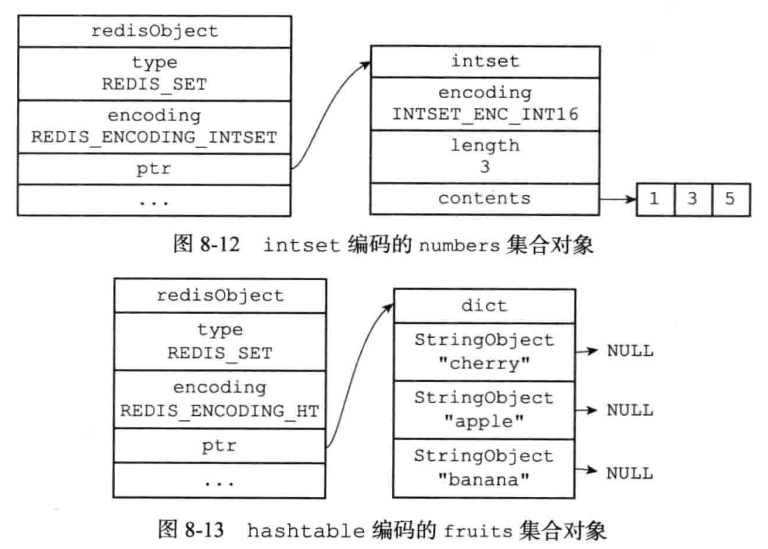 redisObject
type
REDIS_SET
encoding
REDIS_ENCODING_INTSET
ptr
...
intset
encoding
INTSET_ENC_INT16
length
3
contents
1 3 5
图 8-12 intset 编码的 numbers 集合对象
redisObject
type
REDIS_SET
encoding
REDIS_ENCODING_HT
ptr
...
dict
StringObject
"cherry"
NULL
StringObject
"apple"
NULL
StringObject
"banana"
NULL
图 8-13 hashtable 编码的 fruits 集合对象